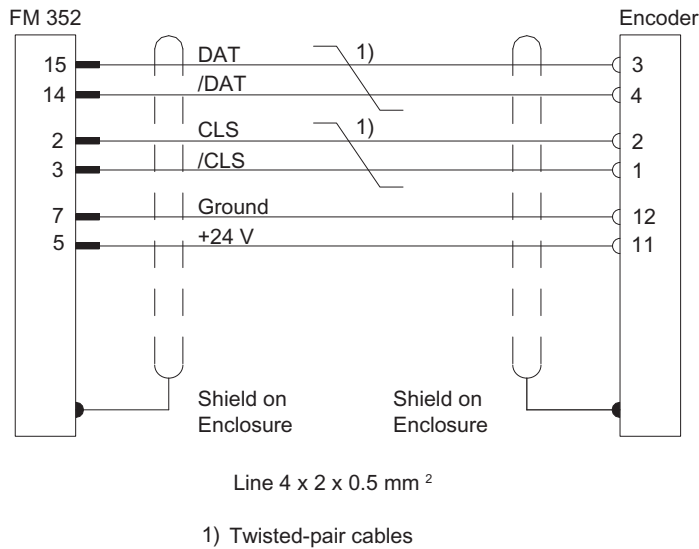 FM 352 Encoder
15 DAT 1) 3
14 /DAT 4
2 CLS 1) 2
3 /CLS 1
7 Ground 12
5 +24 V 11
Shield on Shield on
Enclosure Enclosure
Line 4 x 2 x 0.5 mm ²
1) Twisted-pair cables